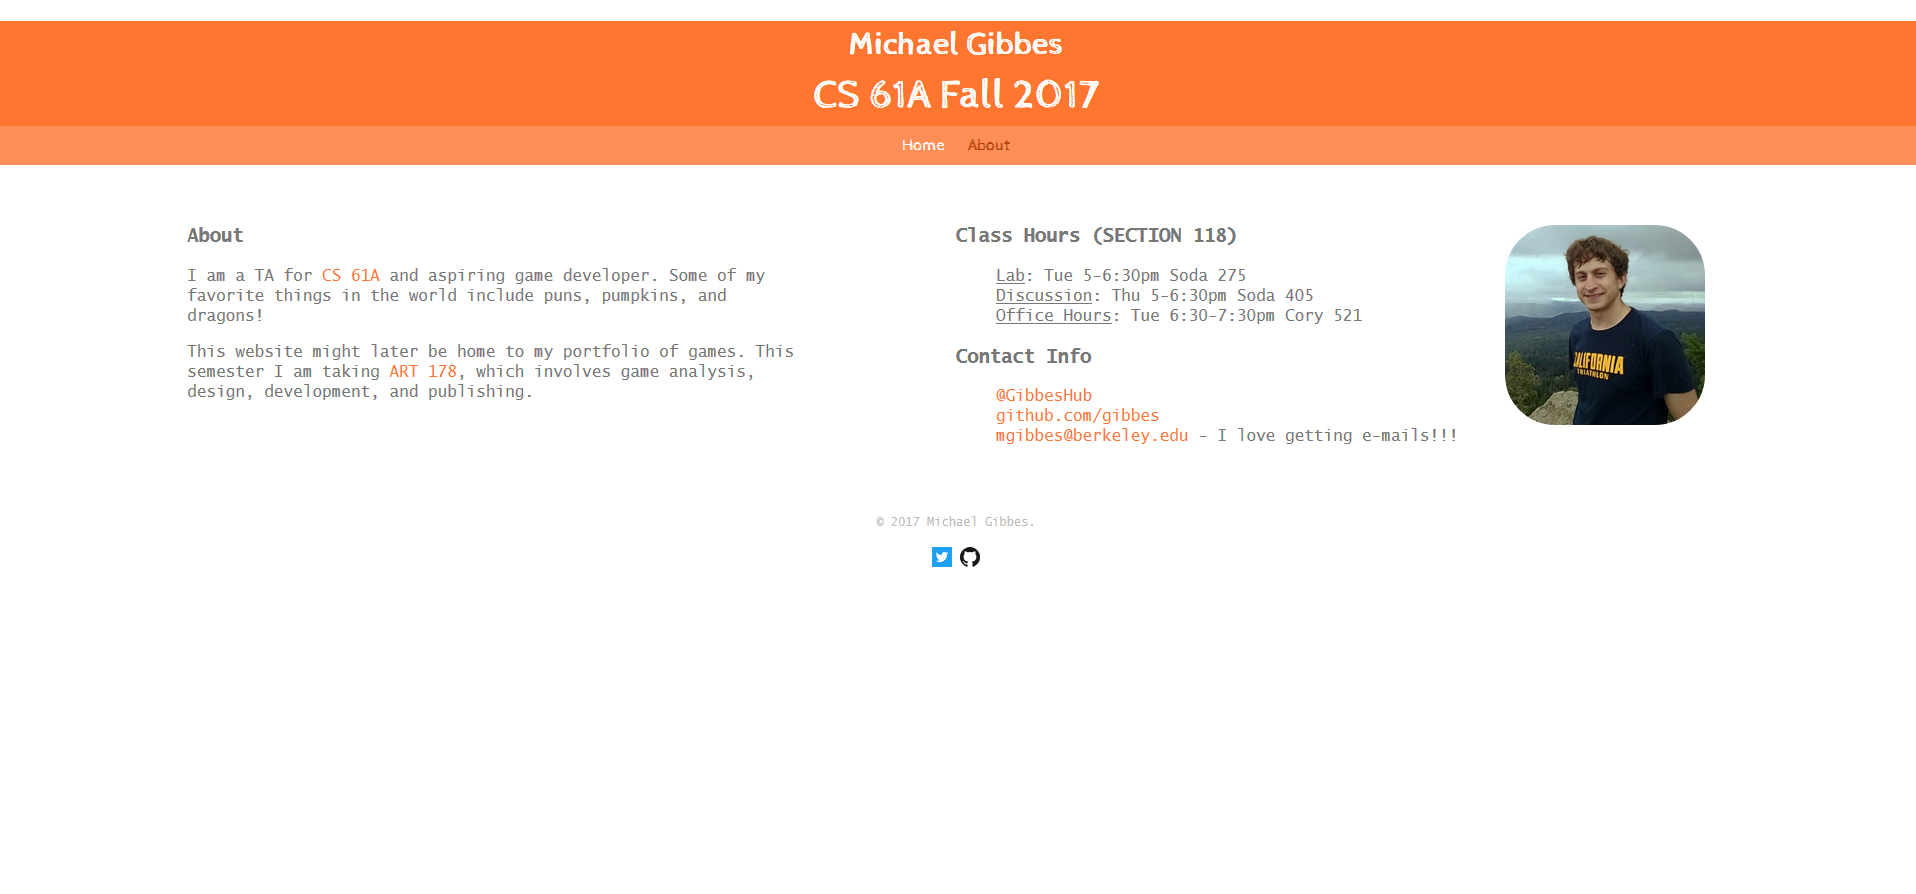 Michael Gibbes
CS 61A Fall 2017
Home About
About
I am a TA for CS 61A and aspiring game developer. Some of my
favorite things in the world include puns, pumpkins, and
dragons!
This website might later be home to my portfolio of games. This
semester I am taking ART 178, which involves game analysis,
design, development, and publishing.
Class Hours (SECTION 118)
Lab: Tue 5-6:30pm Soda 275
Discussion: Thu 5-6:30pm Soda 405
Office Hours: Tue 6:30-7:30pm Cory 521
Contact Info
@GibbesHub
github.com/gibbes
mgibbes@berkeley.edu - I love getting e-mails!!!
CALIFORNIA
TRIATHLON
© 2017 Michael Gibbes.